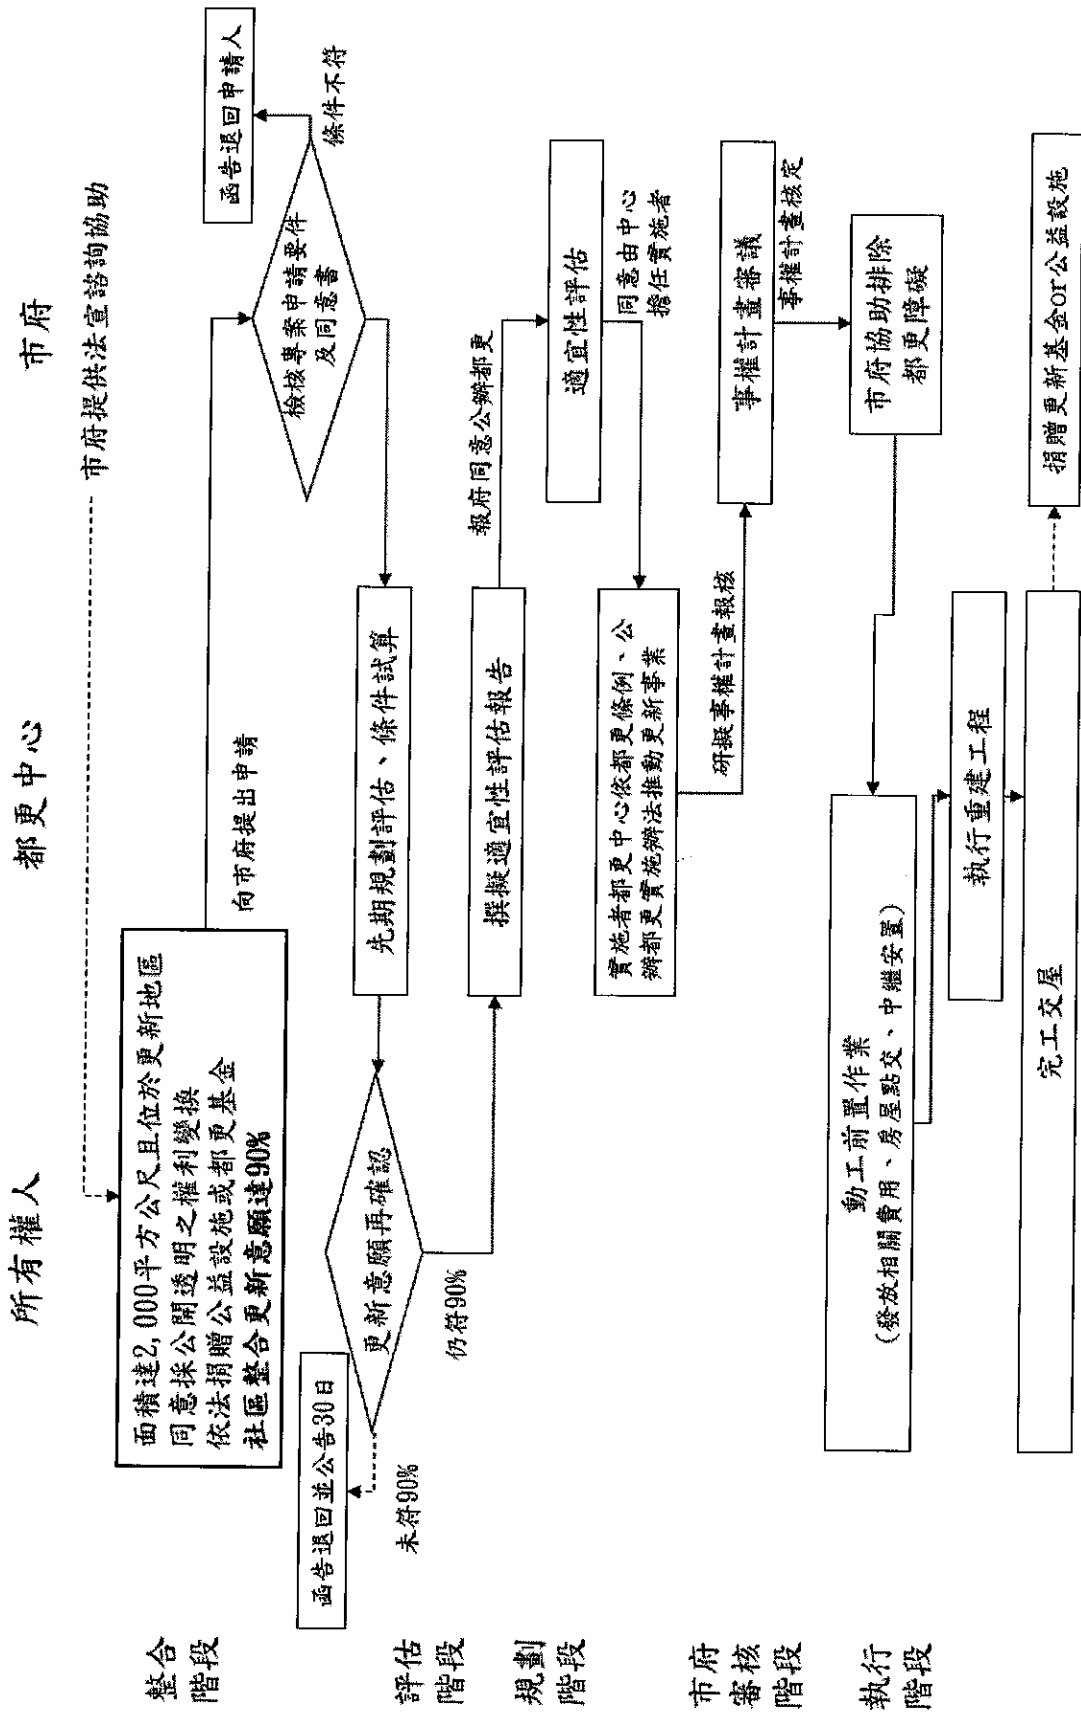 所有權人
都更中心
市府
市府提供法宣諮詢協助
整合
階段
面積達2,000平方公尺且位於更新地區
同意採公開透明之權利變換
依法捐贈公益設施或都更基金
社區整合更新意願達90%
向市府提出申請
檢核專案申請要件
及同意書
條件不符
函告退回申請人
評估
階段
先期規劃評估、條件試算
更新意願再確認
未符90%
函告退回並公告30日
仍符90%
撰擬適宜性評估報告
報府同意公辦都更
適宜性評估
同意由中心
擔任實施者
規劃
階段
實施者都更中心依都更條例、公
辦都更實施辦法推動更新事業
研擬事權計畫報核
市府
審核
階段
事權計畫審議
事權計畫核定
市府協助排除
都更障礙
執行
階段
動工前置作業
(發放相關費用、房屋點交、中繼安置)
執行重建工程
完工交屋
捐贈更新基金or公益設施